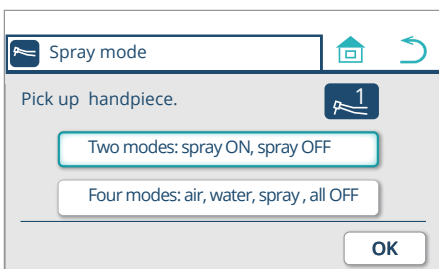 Spray mode
Pick up handpiece.
1
Two modes: spray ON, spray OFF
Four modes: air, water, spray , all OFF
OK